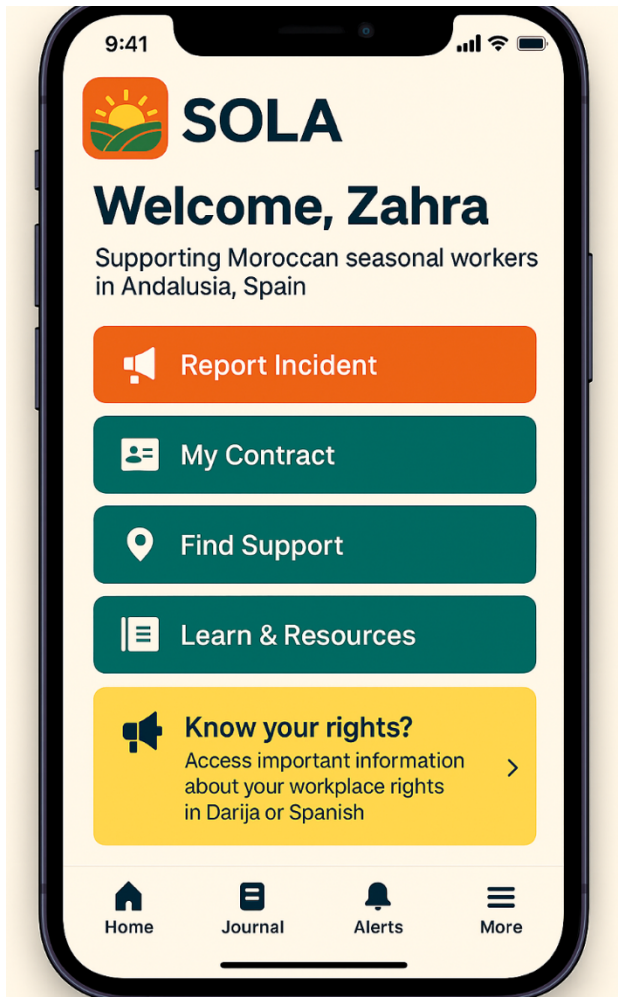 9:41
SOLA
Welcome, Zahra
Supporting Moroccan seasonal workers
in Andalusia, Spain
Report Incident
My Contract
Find Support
Learn & Resources
Know your rights?
Access important information
about your workplace rights
in Darija or Spanish
Home
Journal
Alerts
More